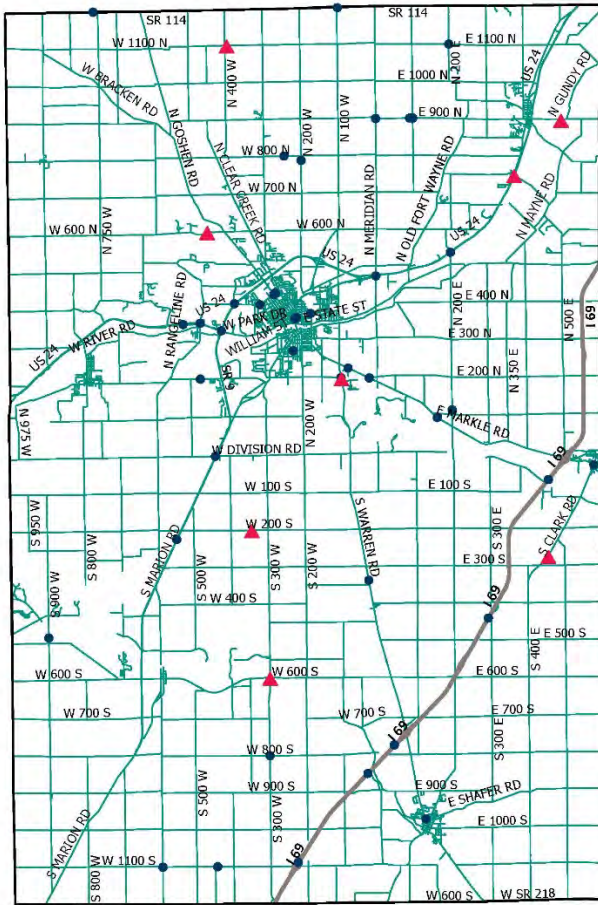 SR 114
SR 114
W 1100 N
E 1100 N
W BRACKEN RD
N 400 W
N 200 E
US 24
E 1000 N
N GUNDY RD
N GOSHEN RD
N 200 W
N 100 W
E 900 N
N CLEAR CREEK RD
W 800 N
N MERIDIAN RD
N OLD FORT WAYNE RD
W 700 N
N MAYNE RD
N 750 W
W 600 N
W 600 N
US 24
US 24
N RANGELINE RD
E 400 N
N 200 E
N 500 E
I 69
US 24
W PARK DR
E STATE ST
W RIVER RD
WILLIAM ST
E 300 N
US 24
N 350 E
SR 9
E 200 N
N 975 W
N 200 W
E MARKLE RD
W DIVISION RD
I 69
W 100 S
E 100 S
S 950 W
W 200 S
S WARREN RD
S 300 E
S CLARK RD
S 800 W
S MARION RD
S 500 W
S 300 W
S 200 W
E 300 S
S 900 W
W 400 S
I 69
E 500 S
S 400 E
W 600 S
W 600 S
E 600 S
W 700 S
W 700 S
E 700 S
I 69
S 300 E
W 800 S
S 500 W
W 900 S
E 900 S
E SHAFER RD
S 300 W
E 1000 S
S MARION RD
S 800 W
W 1100 S
I 69
W 600 S
W SR 218